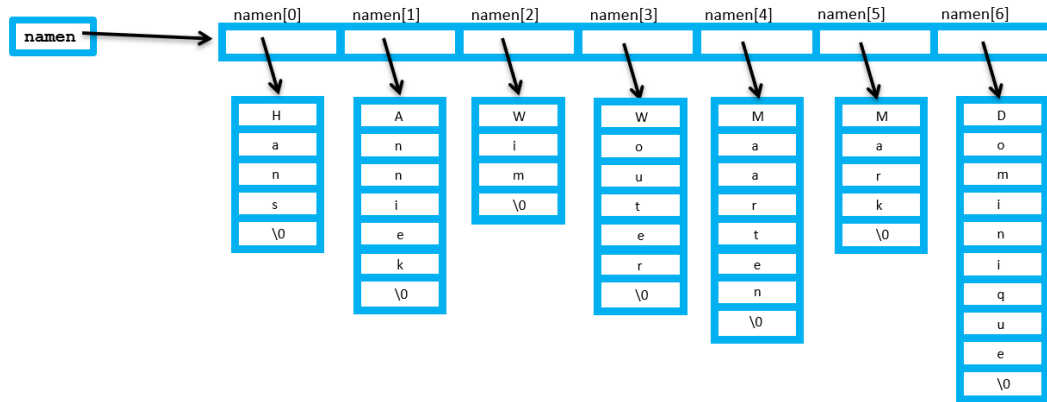 namen[0] namen[1] namen[2] namen[3] namen[4] namen[5] namen[6]
namen
H A W W M M D
a n i o a a o
n n m u a r m
s i \0 t r k i
\0 e e t \0 n
k r e i
\0 \0 n q
\0 u
e
\0